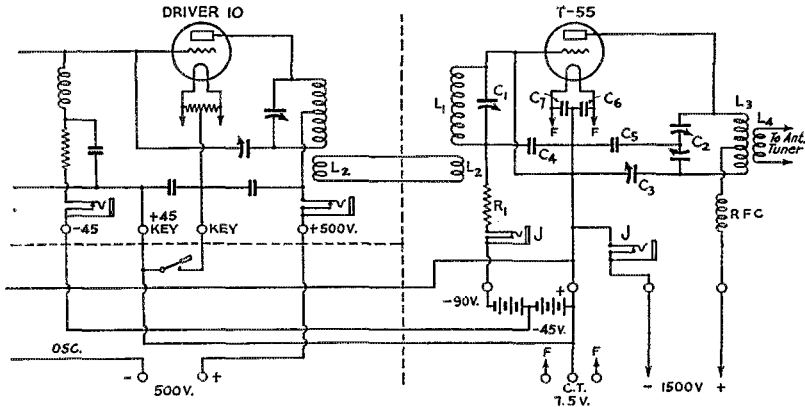 DRIVER 10
T-55
C7
C6
L1
C1
F
F
C4
C5
C2
L3
L4
To Ant.
Tuner
L2
L2
C3
R1
J
J
RFC
-45
+45
KEY
KEY
+500V.
-90V.
+
-45V.
OSC.
-
+
500V.
F
F
C.T.
7.5V.
- 1500V +